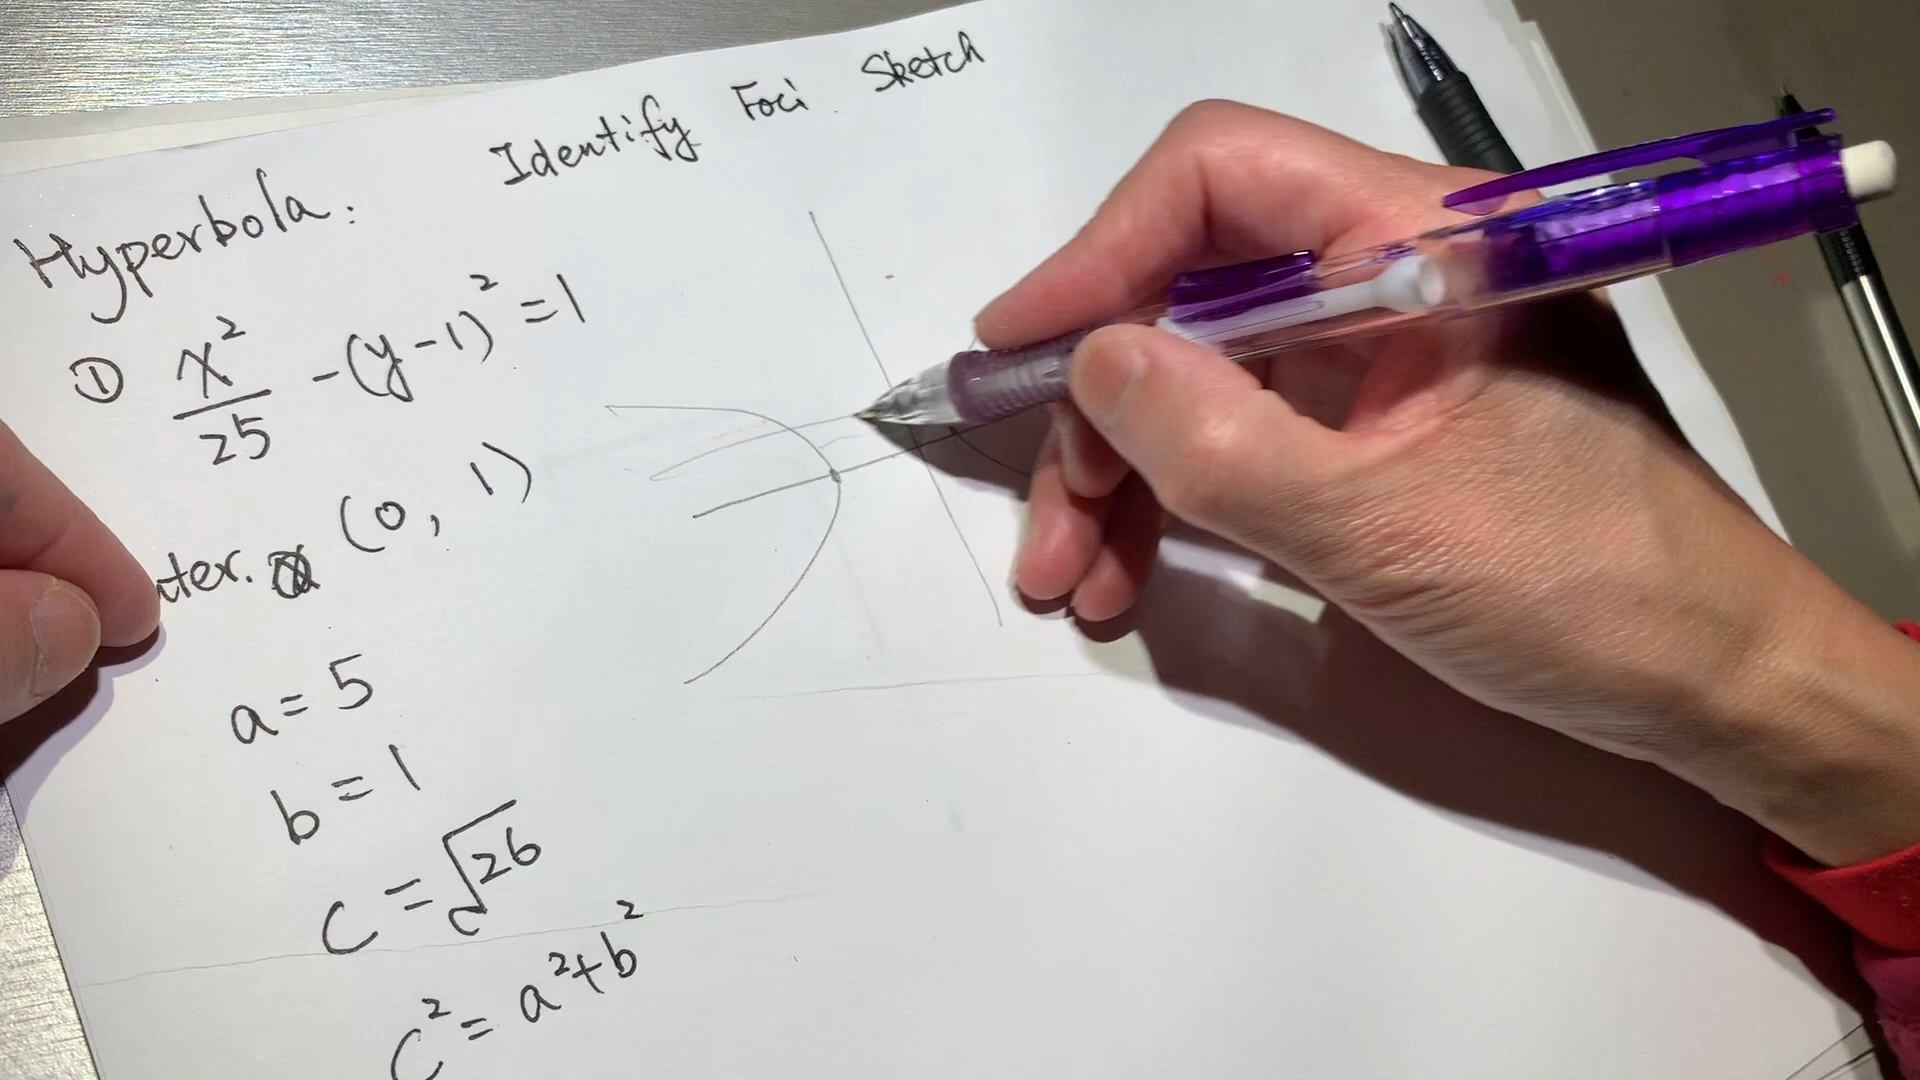 Identify Foci. Sketch
Hyperbola:
① x²/25 - (y-1)² = 1
(0, 1)
a = 5
b = 1
c = √26
c² = a² + b²